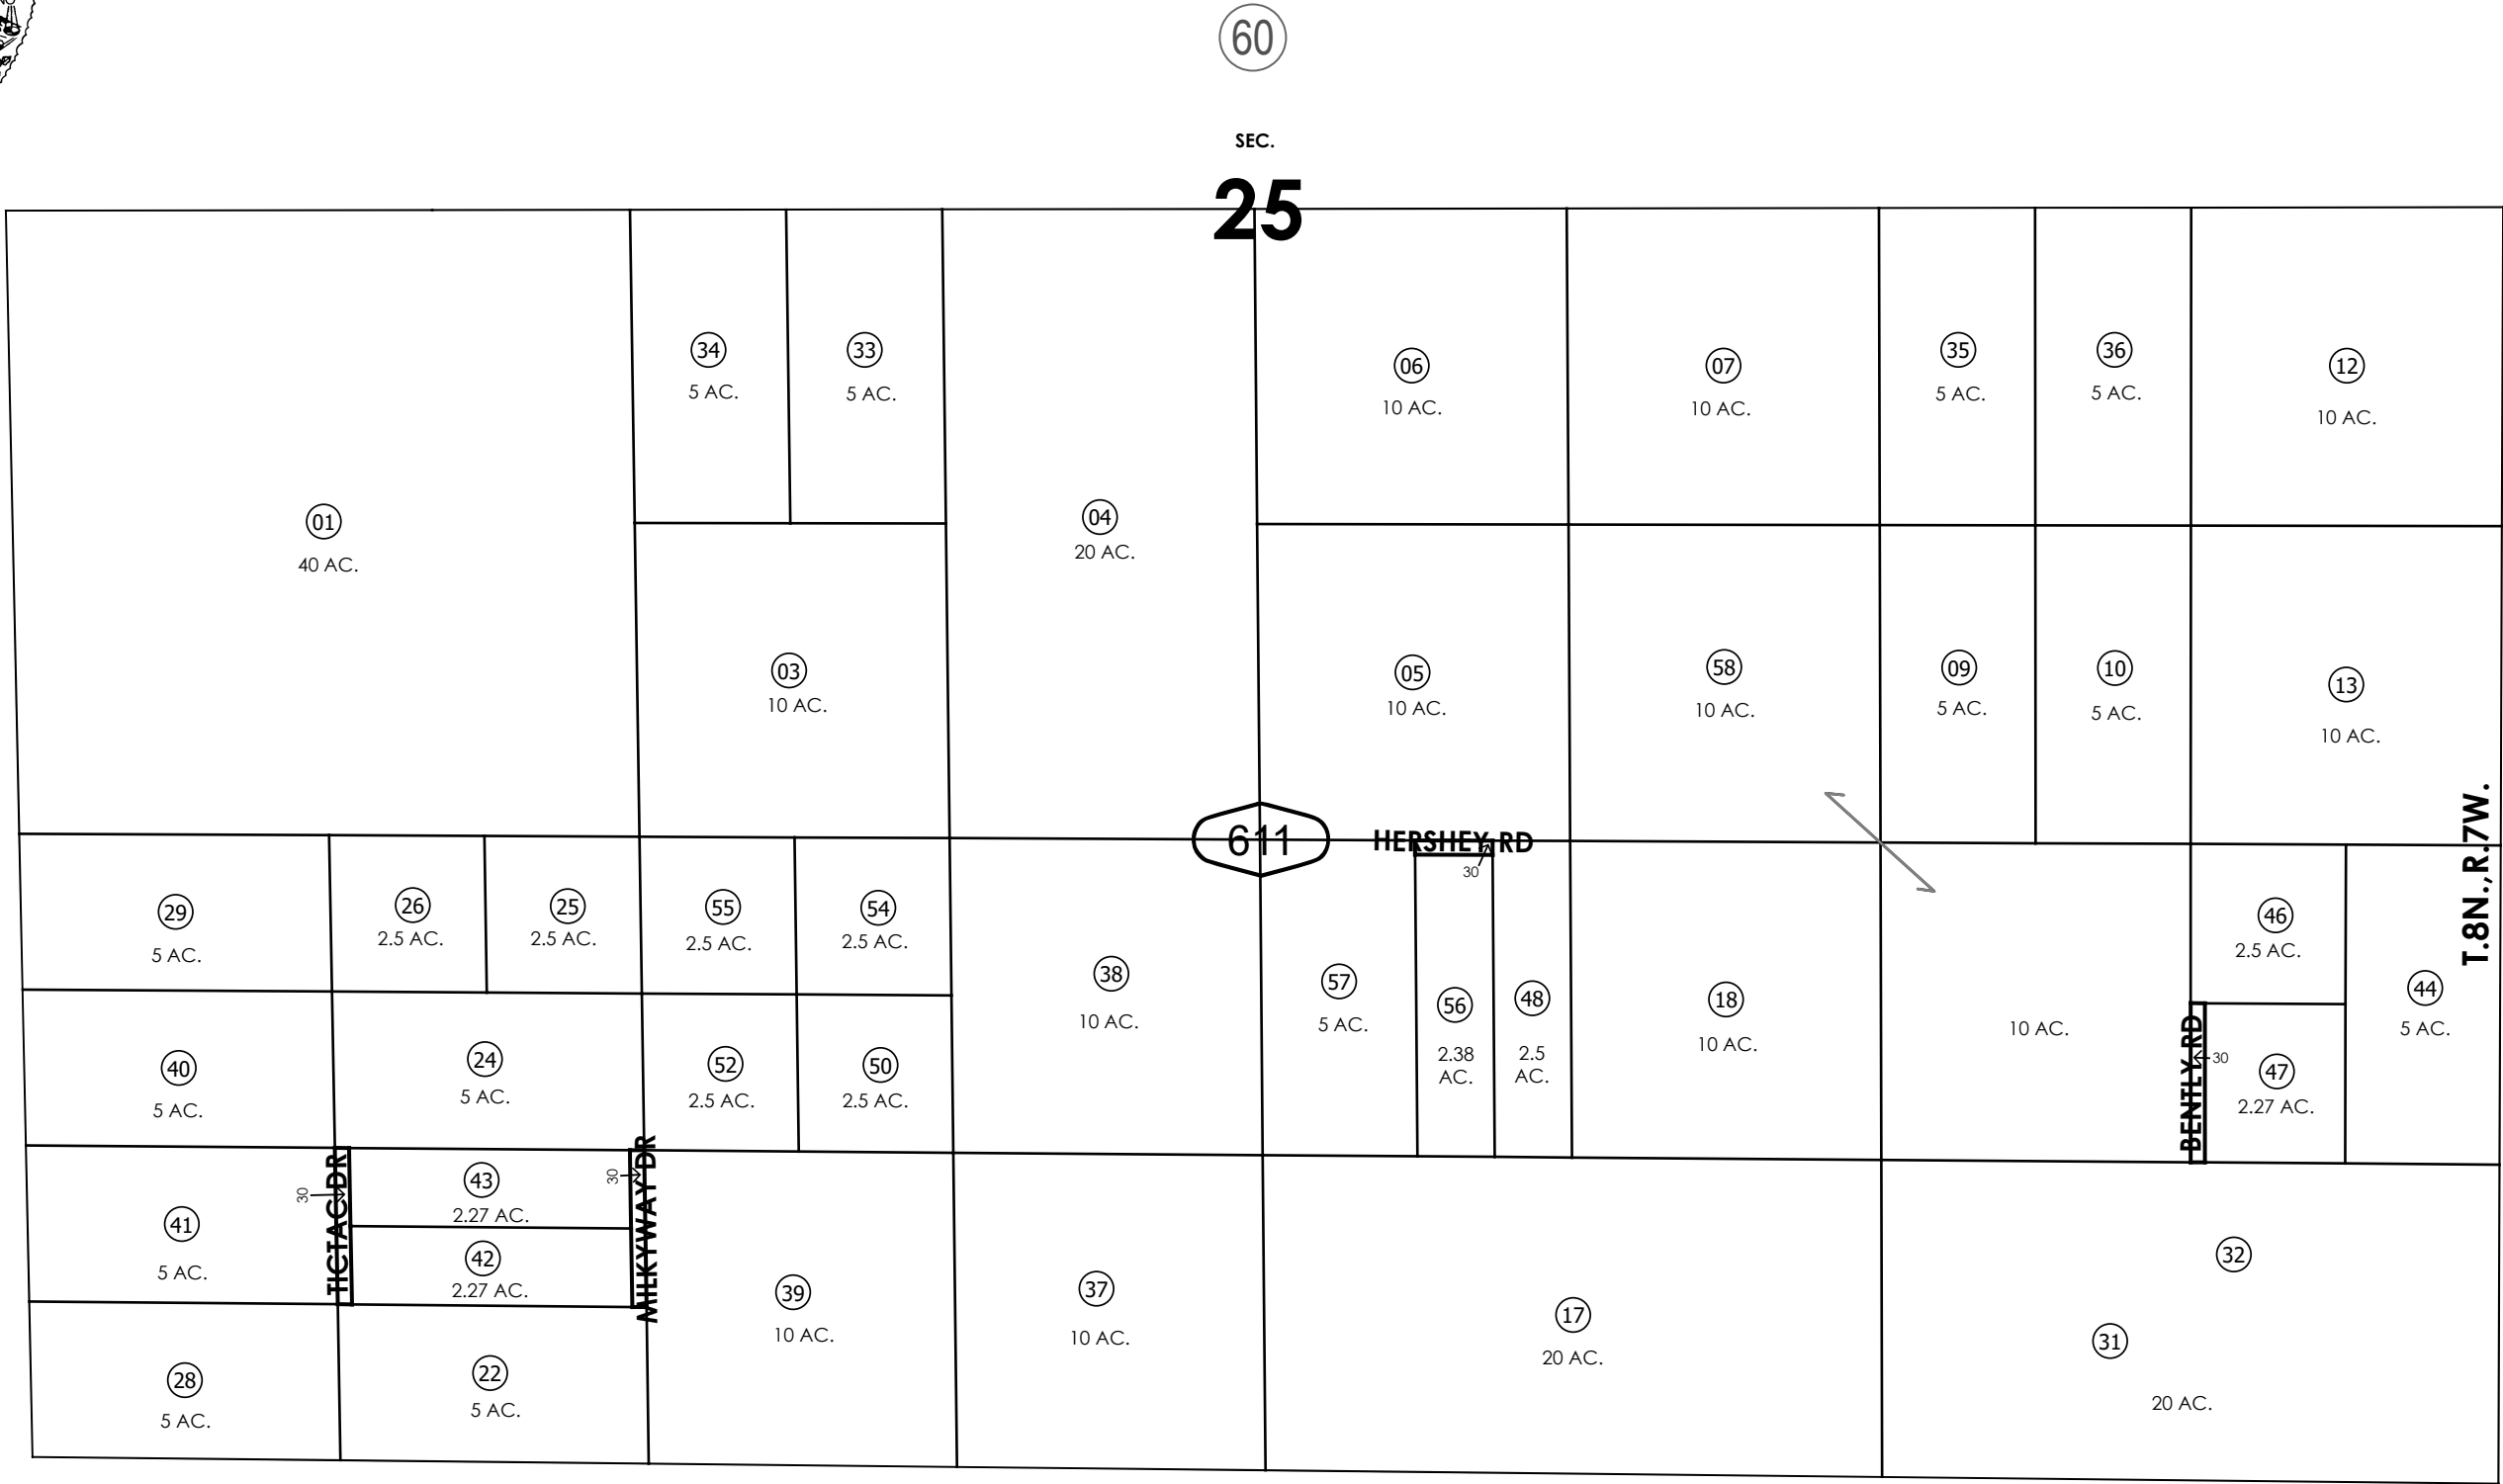 60
SEC.
25
34
5 AC.
33
5 AC.
06
10 AC.
07
10 AC.
35
5 AC.
36
5 AC.
12
10 AC.
01
40 AC.
04
20 AC.
03
10 AC.
05
10 AC.
58
10 AC.
09
5 AC.
10
5 AC.
13
10 AC.
T.8N.,R.7W.
611
HERSHEY RD
30
29
5 AC.
26
2.5 AC.
25
2.5 AC.
55
2.5 AC.
54
2.5 AC.
38
10 AC.
57
5 AC.
56
2.38
AC.
48
2.5
AC.
18
10 AC.
10 AC.
46
2.5 AC.
44
5 AC.
BENTLY RD
30
47
2.27 AC.
40
5 AC.
24
5 AC.
52
2.5 AC.
50
2.5 AC.
41
5 AC.
30
TICTAC DR
43
2.27 AC.
30
MILKYWAY DR
42
2.27 AC.
39
10 AC.
37
10 AC.
17
20 AC.
32
31
20 AC.
28
5 AC.
22
5 AC.